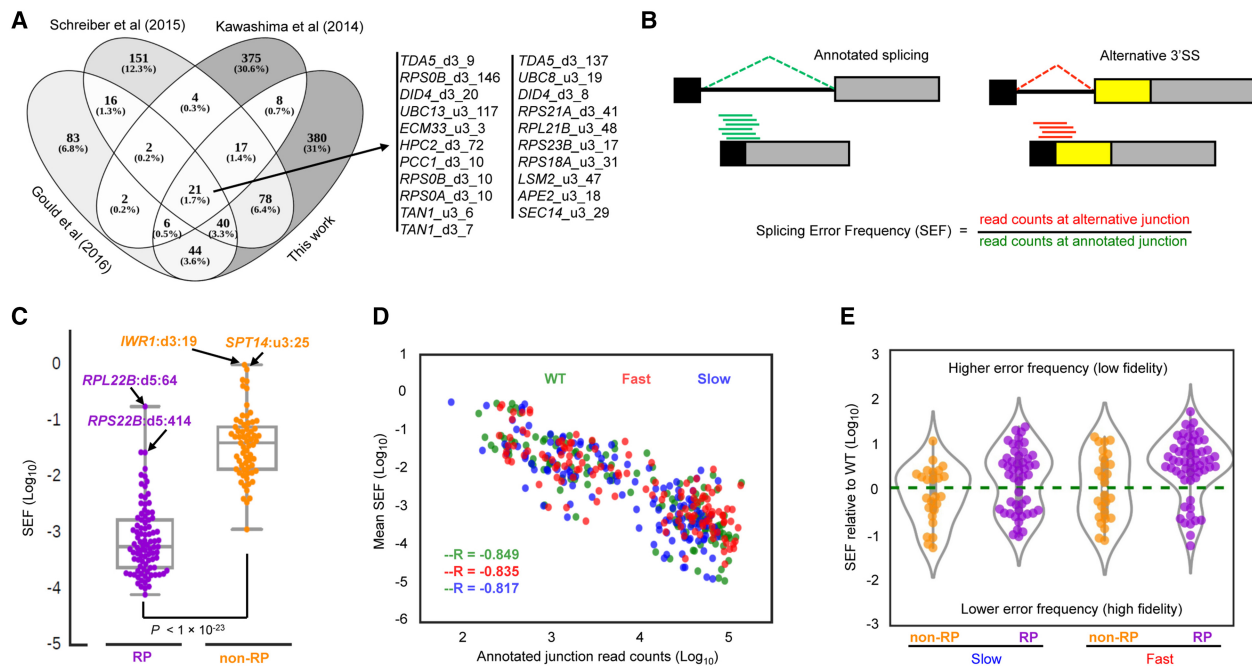 A
Schreiber et al (2015)
Kawashima et al (2014)
Gould et al (2016)
This work
151
(12.3%)
375
(30.6%)
16
(1.3%)
4
(0.3%)
8
(0.7%)
83
(6.8%)
2
(0.2%)
17
(1.4%)
380
(31%)
21
(1.7%)
2
(0.2%)
78
(6.4%)
6
(0.5%)
40
(3.3%)
44
(3.6%)
TDA5_d3_9
RPS0B_d3_146
DID4_d3_20
UBC13_u3_117
ECM33_u3_3
HPC2_d3_72
PCC1_d3_10
RPS0B_d3_10
RPS0A_d3_10
TAN1_u3_6
TAN1_d3_7
TDA5_d3_137
UBC8_u3_19
DID4_d3_8
RPS21A_d3_41
RPL21B_u3_48
RPS23B_u3_17
RPS18A_u3_31
LSM2_u3_47
APE2_u3_18
SEC14_u3_29
B
Annotated splicing
Alternative 3'SS
Splicing Error Frequency (SEF) =
read counts at alternative junction
read counts at annotated junction
C
SEF (Log10)
0
-1
-2
-3
-4
-5
IWR1:d3:19
SPT14:u3:25
RPL22B:d5:64
RPS22B:d5:414
P < 1 × 10-23
RP
non-RP
D
Mean SEF (Log10)
1
0
-1
-2
-3
-4
-5
-6
WT
Fast
Slow
--R = -0.849
--R = -0.835
--R = -0.817
2
3
4
5
Annotated junction read counts (Log10)
E
SEF relative to WT (Log10)
3
2
1
0
-1
-2
-3
Higher error frequency (low fidelity)
Lower error frequency (high fidelity)
non-RP
RP
non-RP
RP
Slow
Fast